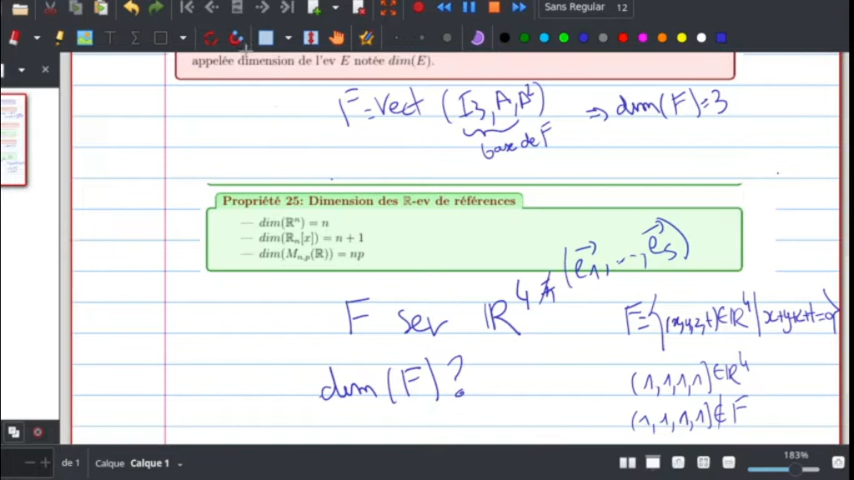 Sans Regular 12
appelée dimension de l'ev E notée dim(E).
F=Vect (I3, A, A²) => dim(F)=3
base de F
Propriété 25: Dimension des ℝ-ev de références
— dim(ℝⁿ) = n
— dim(ℝₙ[x]) = n + 1
— dim(Mₙ,ₚ(ℝ)) = np
(e₁, ..., e₅)
F sev ℝ⁴
F={(x,y,z,t)∈ℝ⁴ | x+y+z+t=0}
dim(F)?
(1,1,1,1)∈ℝ⁴
(1,1,1,1)∉F
de 1 Calque Calque 1
183%